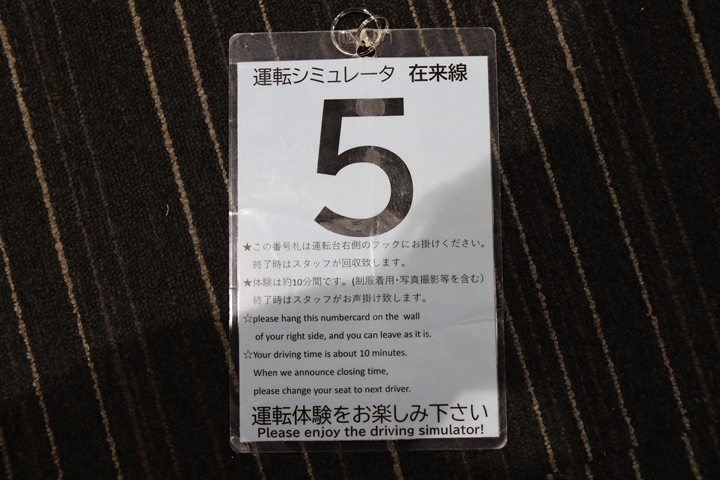 運転シミュレータ 在来線
5
★この番号札は運転台右側のフックにお掛けください。
終了時はスタッフが回収致します。
★体験は約10分間です。(制服着用・写真撮影等を含む)
終了時はスタッフがお声掛け致します。
☆please hang this numbercard on the wall
of your right side, and you can leave as it is.
☆Your driving time is about 10 minutes.
When we announce closing time,
please change your seat to next driver.
運転体験をお楽しみ下さい
Please enjoy the driving simulator!